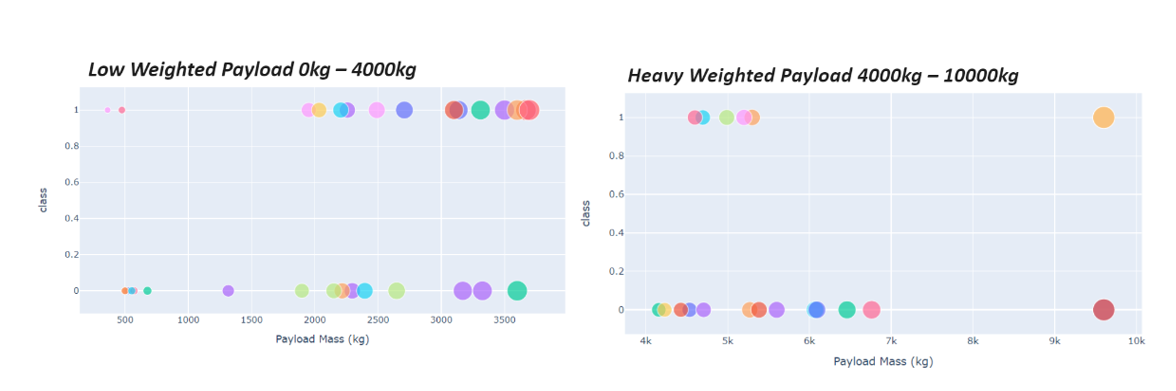 Low Weighted Payload 0kg – 4000kg
class
1
0.8
0.6
0.4
0.2
0
500
1000
1500
2000
2500
3000
3500
Payload Mass (kg)
Heavy Weighted Payload 4000kg – 10000kg
class
1
0.8
0.6
0.4
0.2
0
4k
5k
6k
7k
8k
9k
10k
Payload Mass (kg)